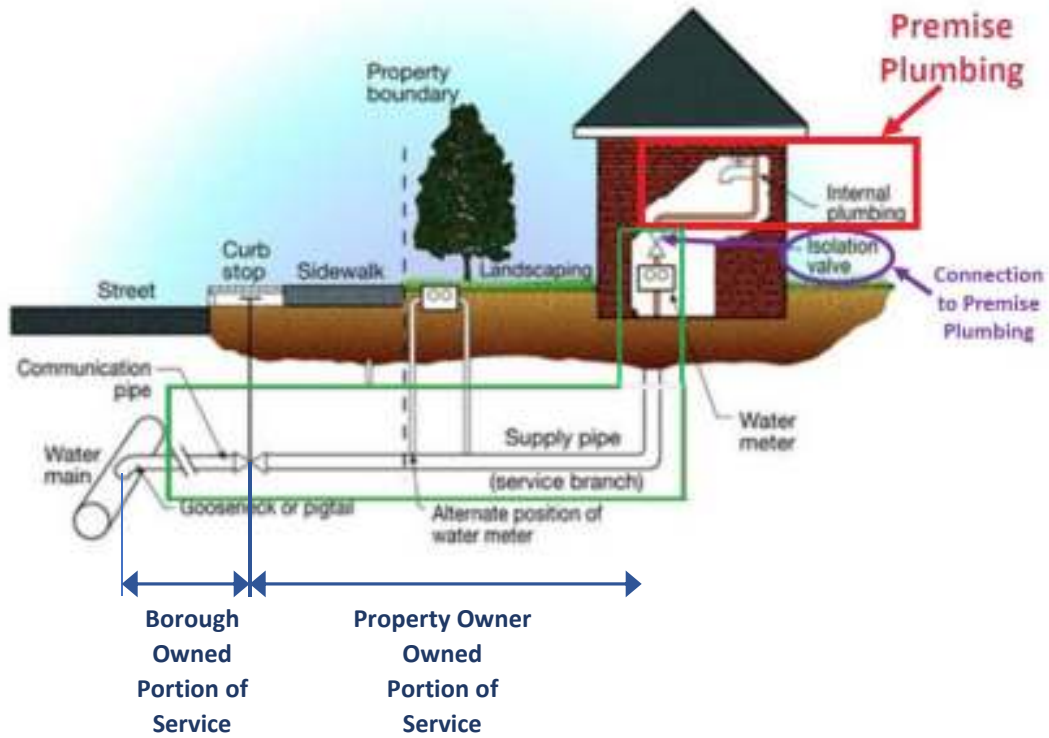 Premise
Plumbing
Property
boundary
Internal
plumbing
Curb
stop
Sidewalk
Landscaping
Isolation
valve
Street
Connection
to Premise
Plumbing
Communication
pipe
Water
main
Supply pipe
Water
meter
(service branch)
Gooseneck or pigtail
Alternate position of
water meter
Borough
Owned
Portion of
Service
Property Owner
Owned
Portion of
Service